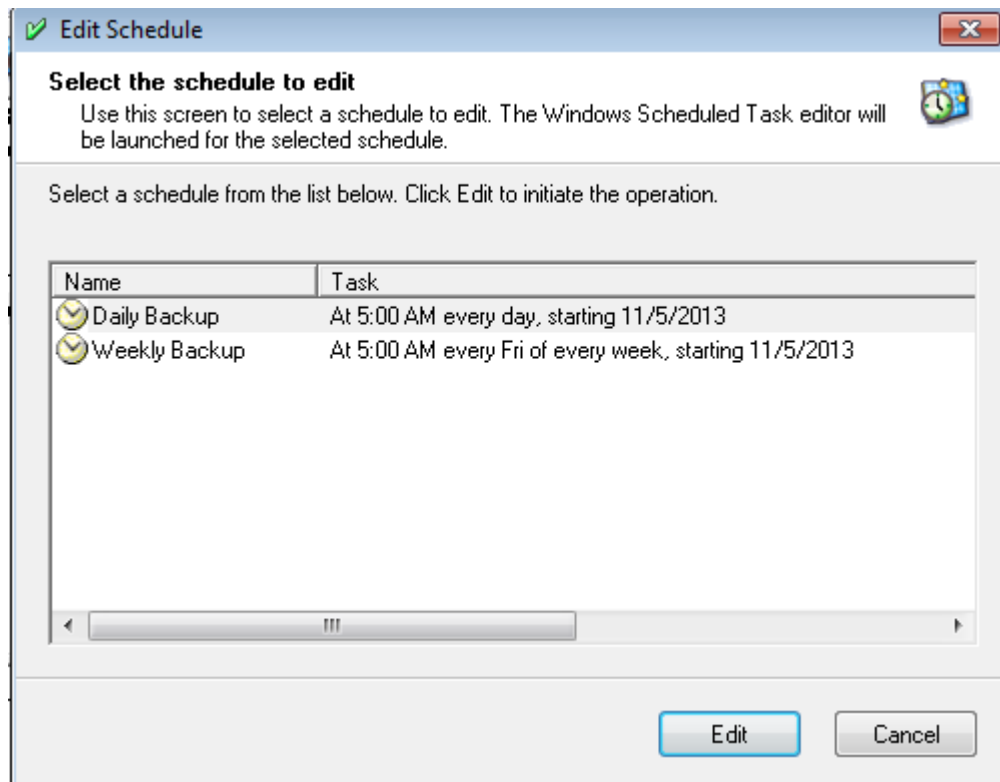 Edit Schedule
Select the schedule to edit
Use this screen to select a schedule to edit. The Windows Scheduled Task editor will
be launched for the selected schedule.
Select a schedule from the list below. Click Edit to initiate the operation.
Name Task
Daily Backup At 5:00 AM every day, starting 11/5/2013
Weekly Backup At 5:00 AM every Fri of every week, starting 11/5/2013
Edit Cancel